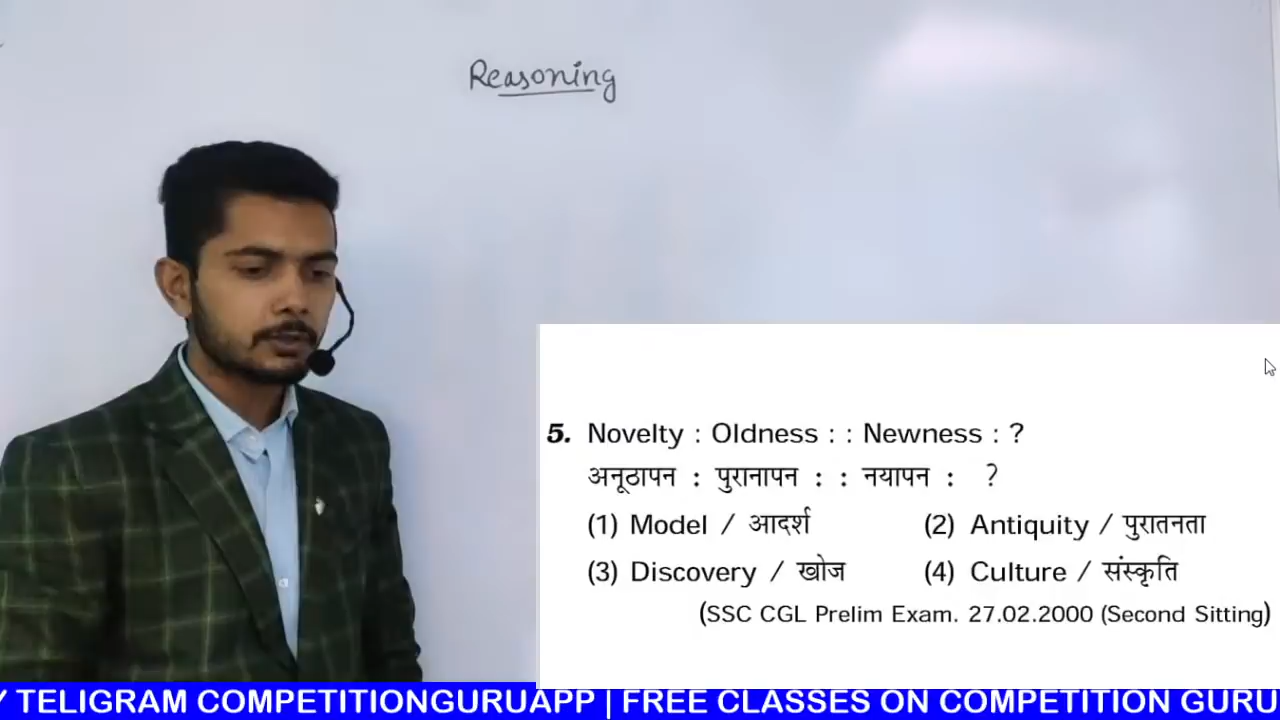 Reasoning
5. Novelty : Oldness : : Newness : ?
अनूठापन : पुरानापन : : नयापन : ?
(1) Model / आदर्श (2) Antiquity / पुरातनता
(3) Discovery / खोज (4) Culture / संस्कृति
(SSC CGL Prelim Exam. 27.02.2000 (Second Sitting)
TELIGRAM COMPETITIONGURUAPP | FREE CLASSES ON COMPETITION GURU